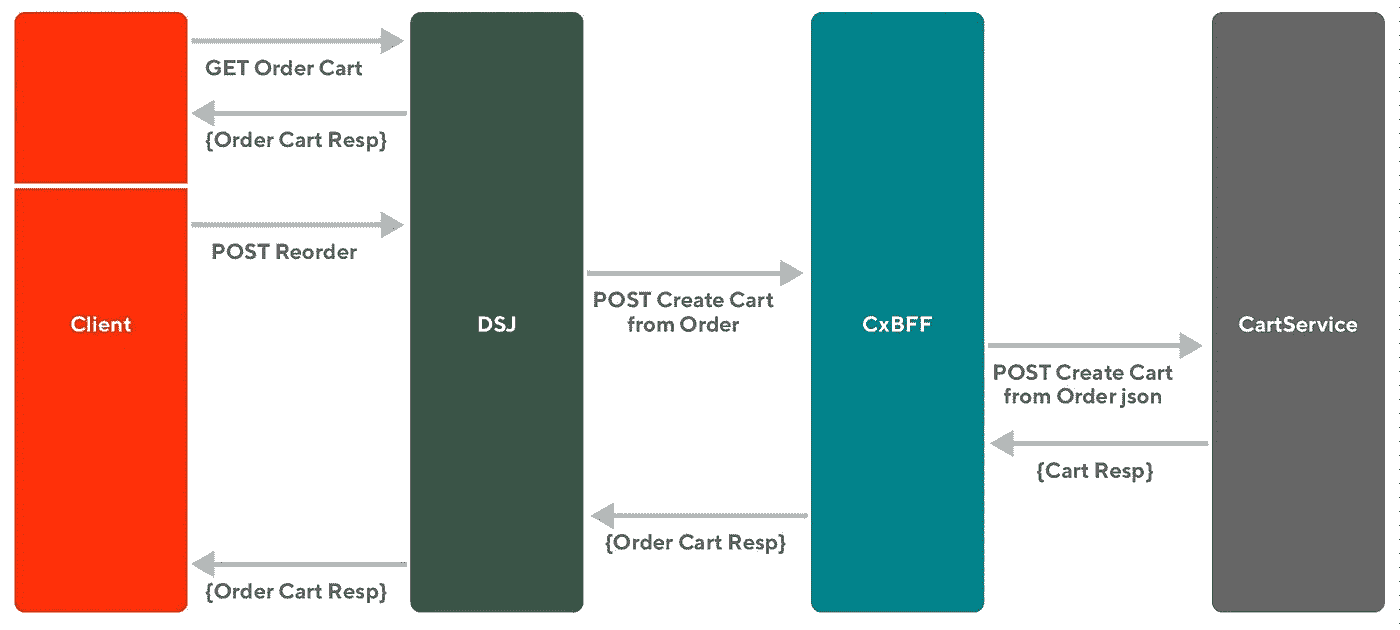 GET Order Cart
{Order Cart Resp}
POST Reorder
POST Create Cart
from Order
Client
DSJ
CxBFF
CartService
POST Create Cart
from Order json
{Cart Resp}
{Order Cart Resp}
{Order Cart Resp}